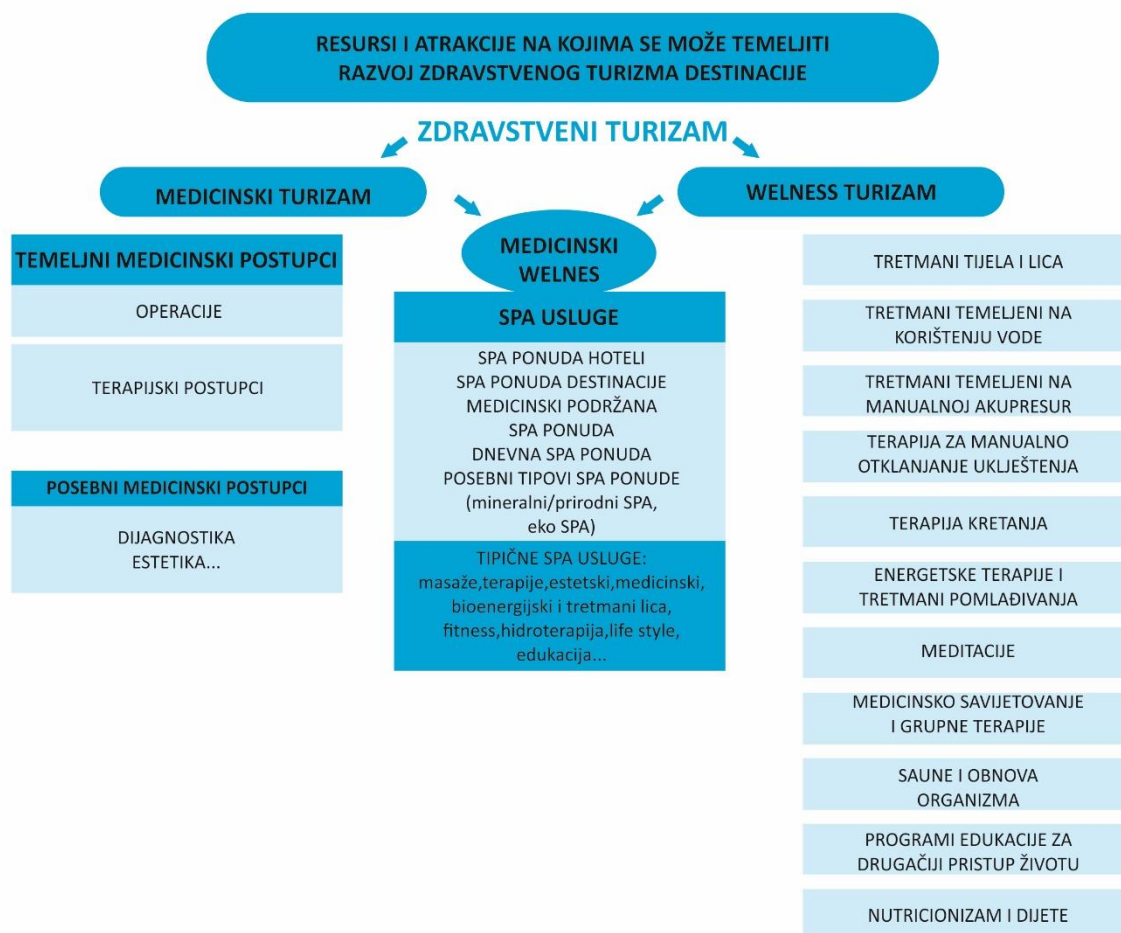 RESURSI I ATRAKCIJE NA KOJIMA SE MOŽE TEMELJITI
RAZVOJ ZDRAVSTVENOG TURIZMA DESTINACIJE
ZDRAVSTVENI TURIZAM
MEDICINSKI TURIZAM
WELNESS TURIZAM
MEDICINSKI
WELNES
TEMELJNI MEDICINSKI POSTUPCI
OPERACIJE
TERAPIJSKI POSTUPCI
POSEBNI MEDICINSKI POSTUPCI
DIJAGNOSTIKA
ESTETIKA...
SPA USLUGE
SPA PONUDA HOTELI
SPA PONUDA DESTINACIJE
MEDICINSKI PODRŽANA
SPA PONUDA
DNEVNA SPA PONUDA
POSEBNI TIPOVI SPA PONUDE
(mineralni/prirodni SPA,
eko SPA)
TIPIČNE SPA USLUGE:
masaže,terapije,estetski,medicinski,
bioenergijski i tretmani lica,
fitness,hidroterapija,life style,
edukacija...
TRETMANI TIJELA I LICA
TRETMANI TEMELJENI NA
KORIŠTENJU VODE
TRETMANI TEMELJENI NA
MANUALNOJ AKUPRESUR
TERAPIJA ZA MANUALNO
OTKLANJANJE UKLJEŠTENJA
TERAPIJA KRETANJA
ENERGETSKE TERAPIJE I
TRETMANI POMLAĐIVANJA
MEDITACIJE
MEDICINSKO SAVIJETOVANJE
I GRUPNE TERAPIJE
SAUNE I OBNOVA
ORGANIZMA
PROGRAMI EDUKACIJE ZA
DRUGAČIJI PRISTUP ŽIVOTU
NUTRICIONIZAM I DIJETE